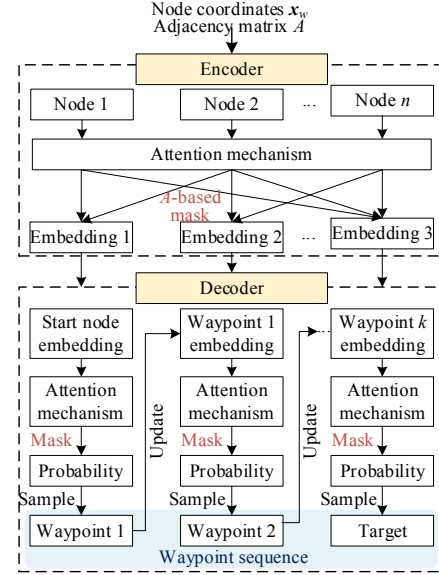 Node coordinates x_w
Adjacency matrix A
Encoder
Node 1
Node 2
...
Node n
Attention mechanism
A-based
mask
Embedding 1
Embedding 2
...
Embedding 3
Decoder
Start node
embedding
Waypoint 1
embedding
...
Waypoint k
embedding
Attention
mechanism
Update
Attention
mechanism
Update
Attention
mechanism
Mask
Mask
Mask
Probability
Probability
Probability
Sample
Sample
Sample
Waypoint 1
Waypoint 2
Target
Waypoint sequence